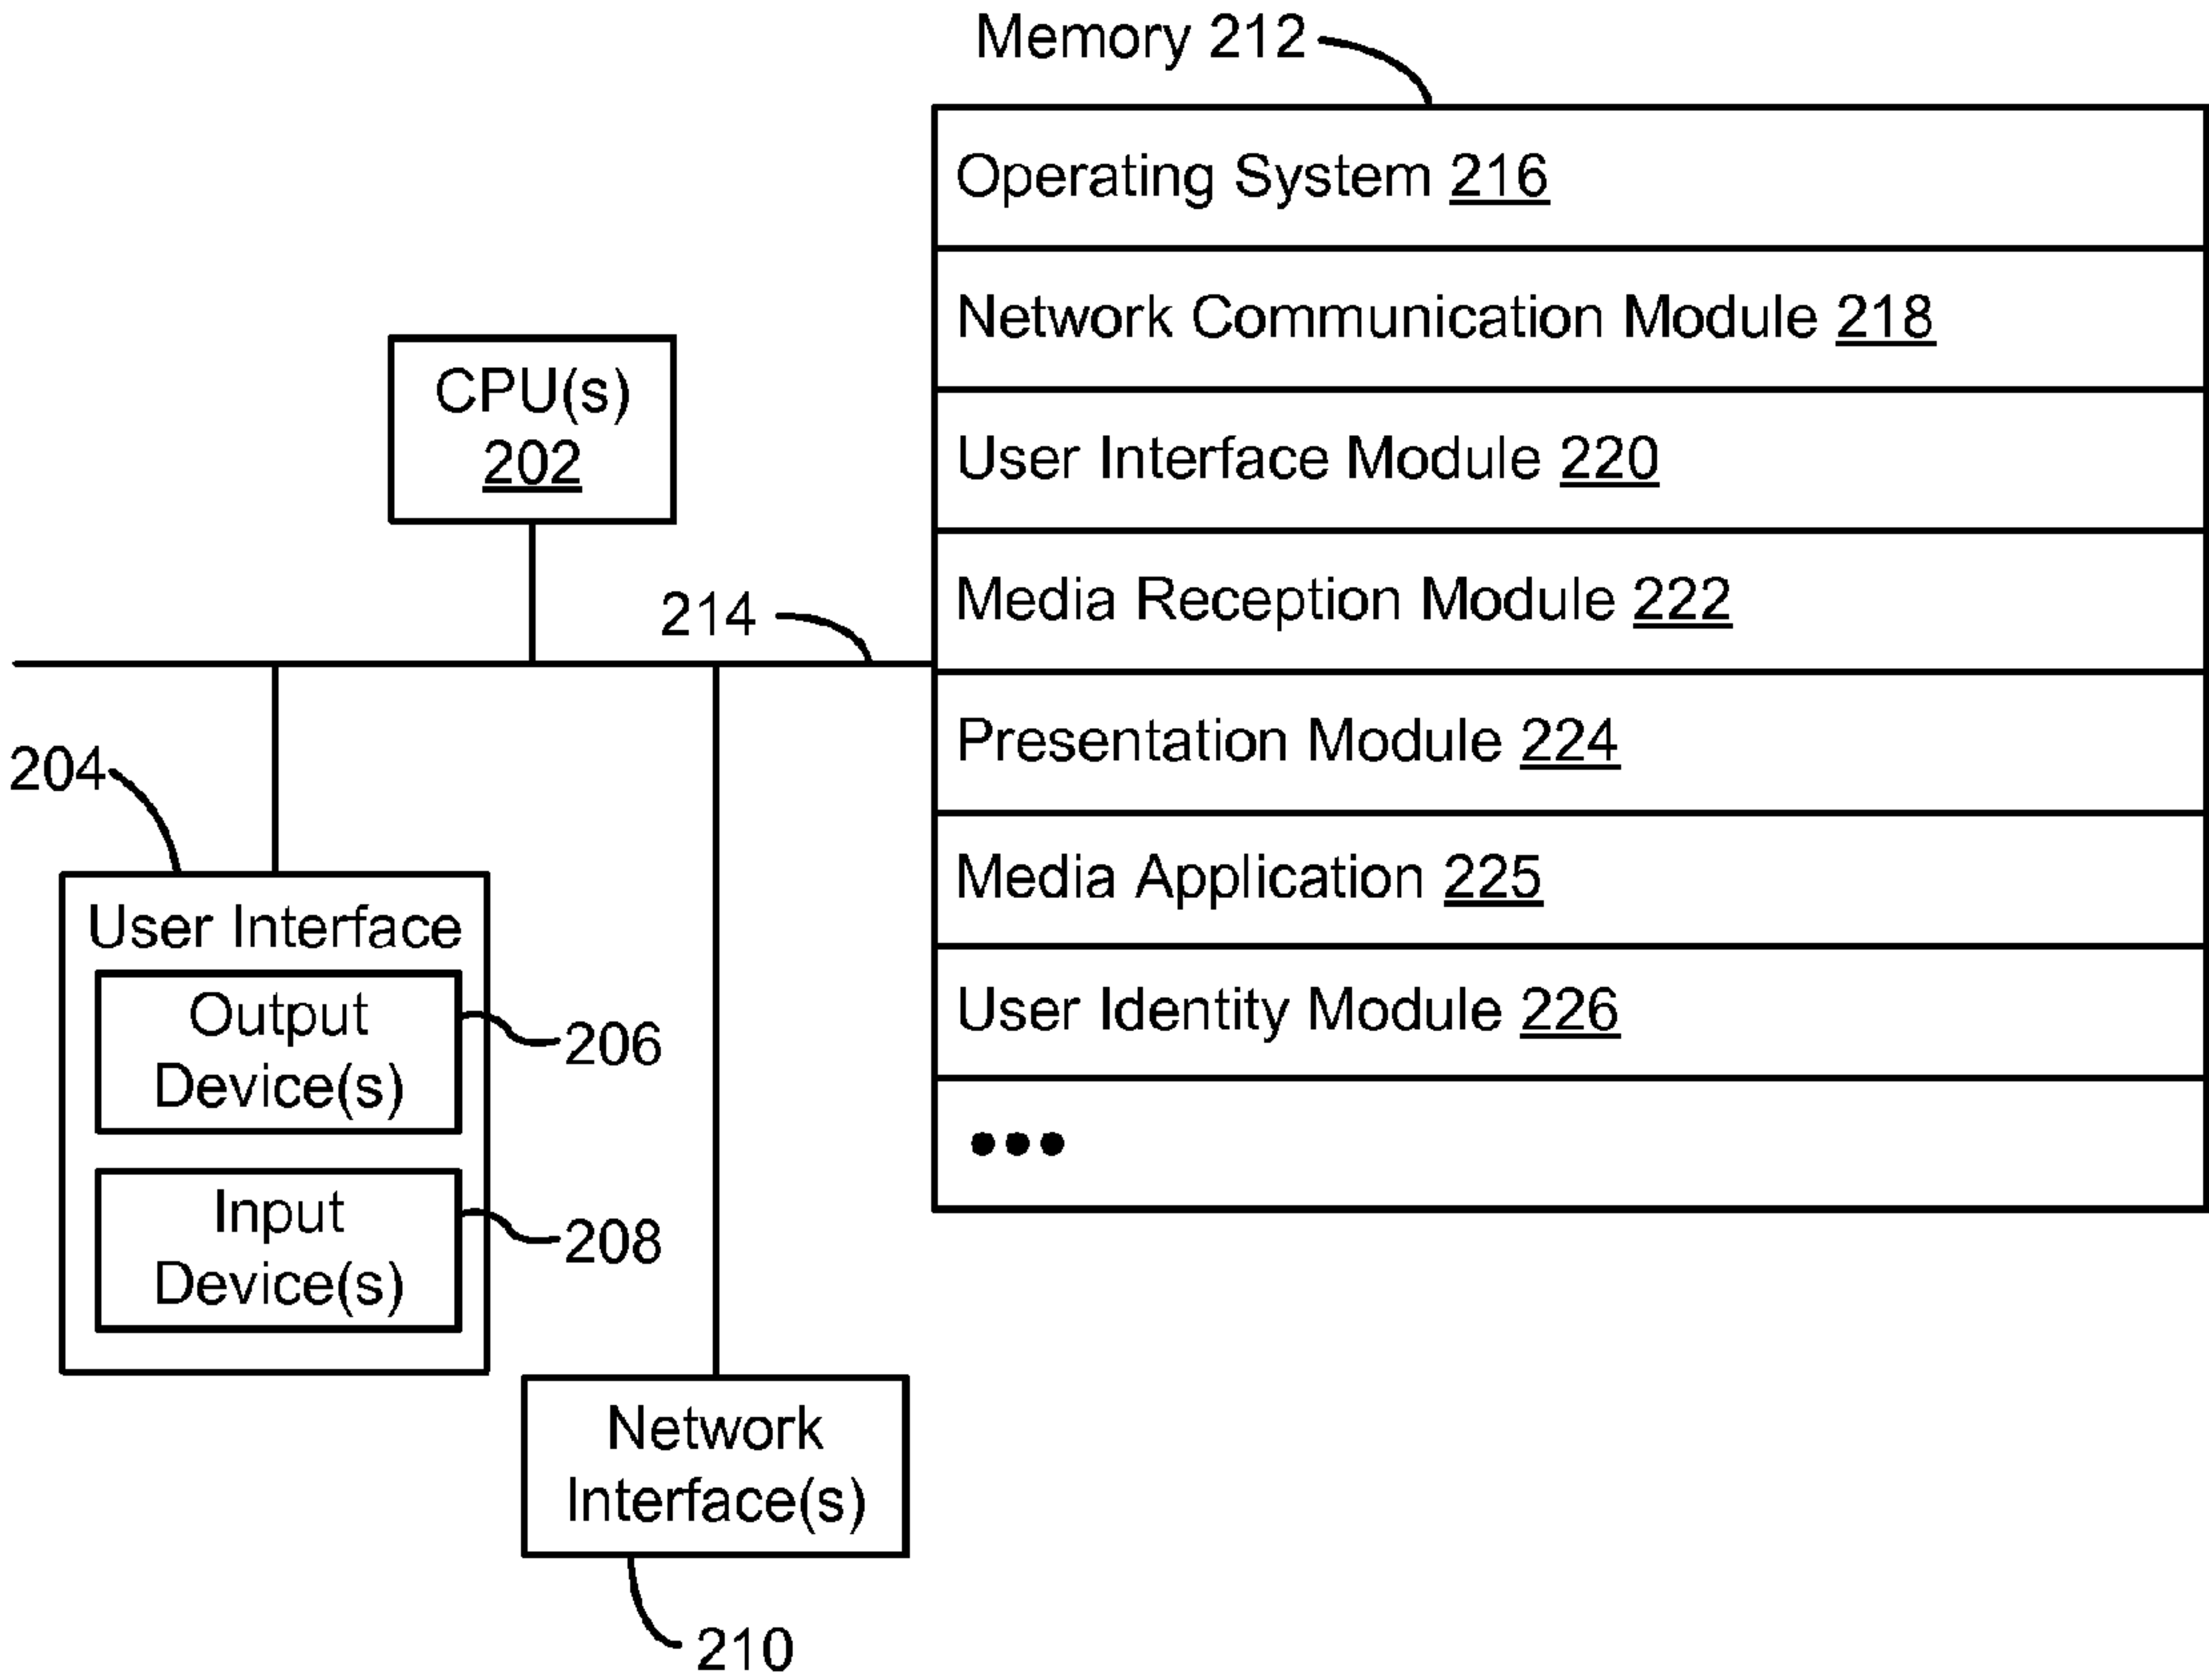 Memory 212
Operating System 216
Network Communication Module 218
User Interface Module 220
Media Reception Module 222
Presentation Module 224
Media Application 225
User Identity Module 226
•••
CPU(s)
202
214
204
User Interface
Output
Device(s)
206
Input
Device(s)
208
Network
Interface(s)
210